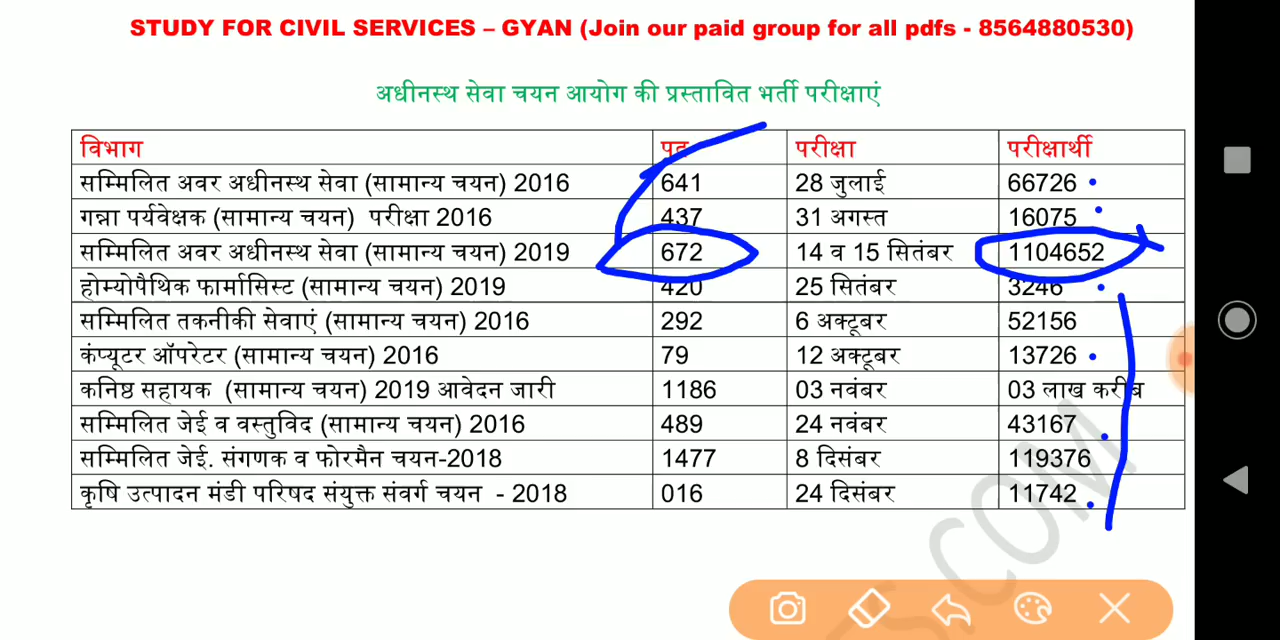 STUDY FOR CIVIL SERVICES – GYAN (Join our paid group for all pdfs - 8564880530)
अधीनस्थ सेवा चयन आयोग की प्रस्तावित भर्ती परीक्षाएं
विभाग पद परीक्षा परीक्षार्थी
सम्मिलित अवर अधीनस्थ सेवा (सामान्य चयन) 2016 641 28 जुलाई 66726
गन्ना पर्यवेक्षक (सामान्य चयन) परीक्षा 2016 437 31 अगस्त 16075
सम्मिलित अवर अधीनस्थ सेवा (सामान्य चयन) 2019 672 14 व 15 सितंबर 1104652
होम्योपैथिक फार्मासिस्ट (सामान्य चयन) 2019 420 25 सितंबर 3246
सम्मिलित तकनीकी सेवाएं (सामान्य चयन) 2016 292 6 अक्टूबर 52156
कंप्यूटर ऑपरेटर (सामान्य चयन) 2016 79 12 अक्टूबर 13726
कनिष्ठ सहायक (सामान्य चयन) 2019 आवेदन जारी 1186 03 नवंबर 03 लाख करीब
सम्मिलित जेई व वस्तुविद (सामान्य चयन) 2016 489 24 नवंबर 43167
सम्मिलित जेई. संगणक व फोरमैन चयन-2018 1477 8 दिसंबर 119376
कृषि उत्पादन मंडी परिषद संयुक्त संवर्ग चयन - 2018 016 24 दिसंबर 11742